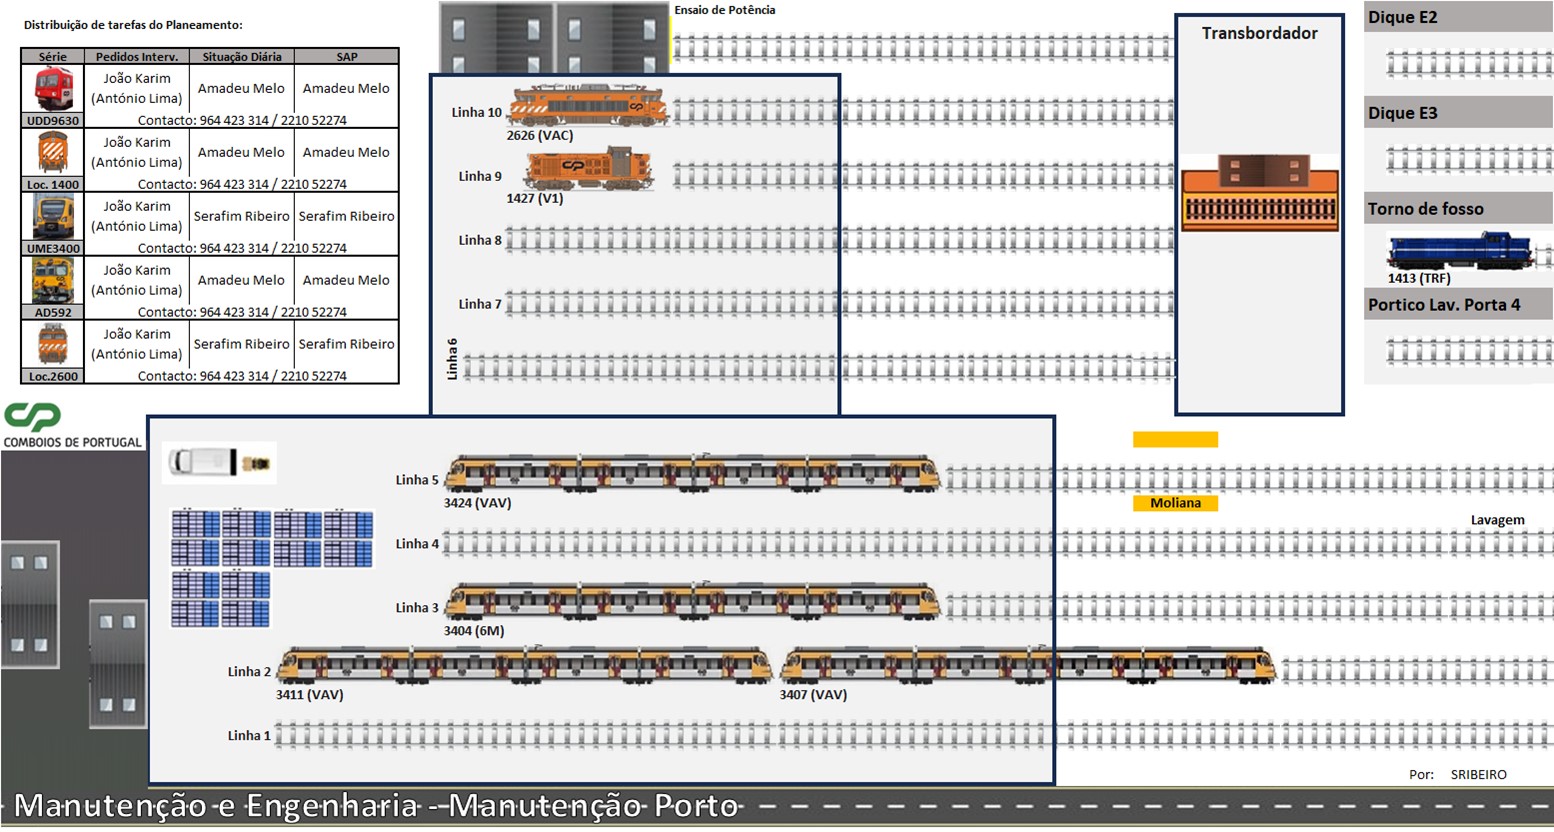 Distribuição de tarefas do Planeamento:
Série Pedidos Interv. Situação Diária SAP
João Karim
(António Lima) Amadeu Melo Amadeu Melo
UDD9630 Contacto: 964 423 314 / 2210 52274
João Karim
(António Lima) Amadeu Melo Amadeu Melo
Loc. 1400 Contacto: 964 423 314 / 2210 52274
João Karim
(António Lima) Serafim Ribeiro Serafim Ribeiro
UME3400 Contacto: 964 423 314 / 2210 52274
João Karim
(António Lima) Amadeu Melo Amadeu Melo
AD592 Contacto: 964 423 314 / 2210 52274
João Karim
(António Lima) Serafim Ribeiro Serafim Ribeiro
Loc.2600 Contacto: 964 423 314 / 2210 52274
CP
COMBOIOS DE PORTUGAL
Ensaio de Potência
Linha 10
2626 (VAC)
Linha 9
1427 (V1)
Linha 8
Linha 7
Linha 6
Transbordador
Dique E2
Dique E3
Torno de fosso
1413 (TRF)
Portico Lav. Porta 4
Linha 5
3424 (VAV)
Moliana
Lavagem
Linha 4
Linha 3
3404 (6M)
Linha 2
3411 (VAV) 3407 (VAV)
Linha 1
Por: SRIBEIRO
Manutenção e Engenharia - Manutenção Porto